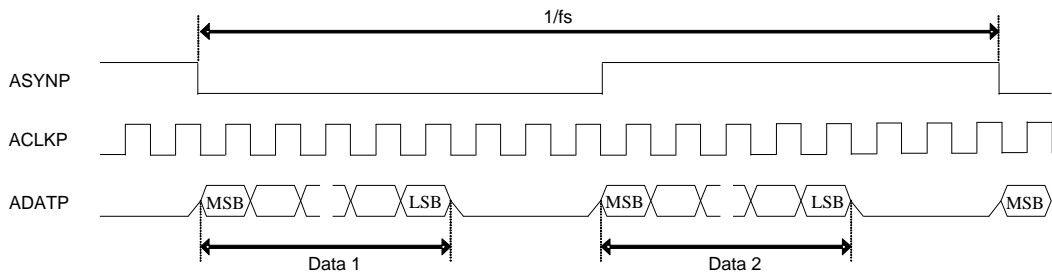 1/fs
ASYNP
ACLKP
ADATP
MSB LSB MSB LSB MSB
Data 1 Data 2